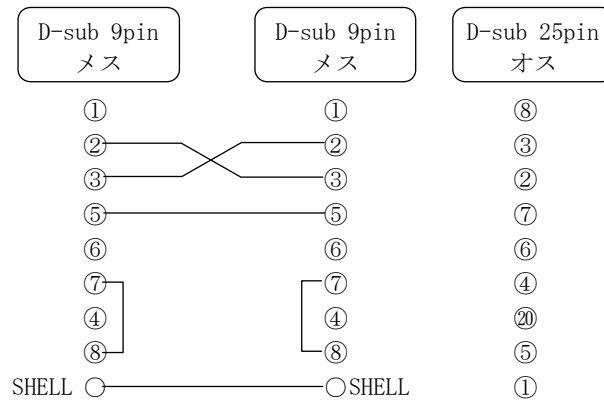 D-sub 9pin D-sub 9pin D-sub 25pin
メス メス オス
① ① ⑧
② ② ③
③ ③ ②
⑤ ⑤ ⑦
⑥ ⑥ ⑥
⑦ ⑦ ④
④ ④ ⑳
⑧ ⑧ ⑤
SHELL SHELL ①